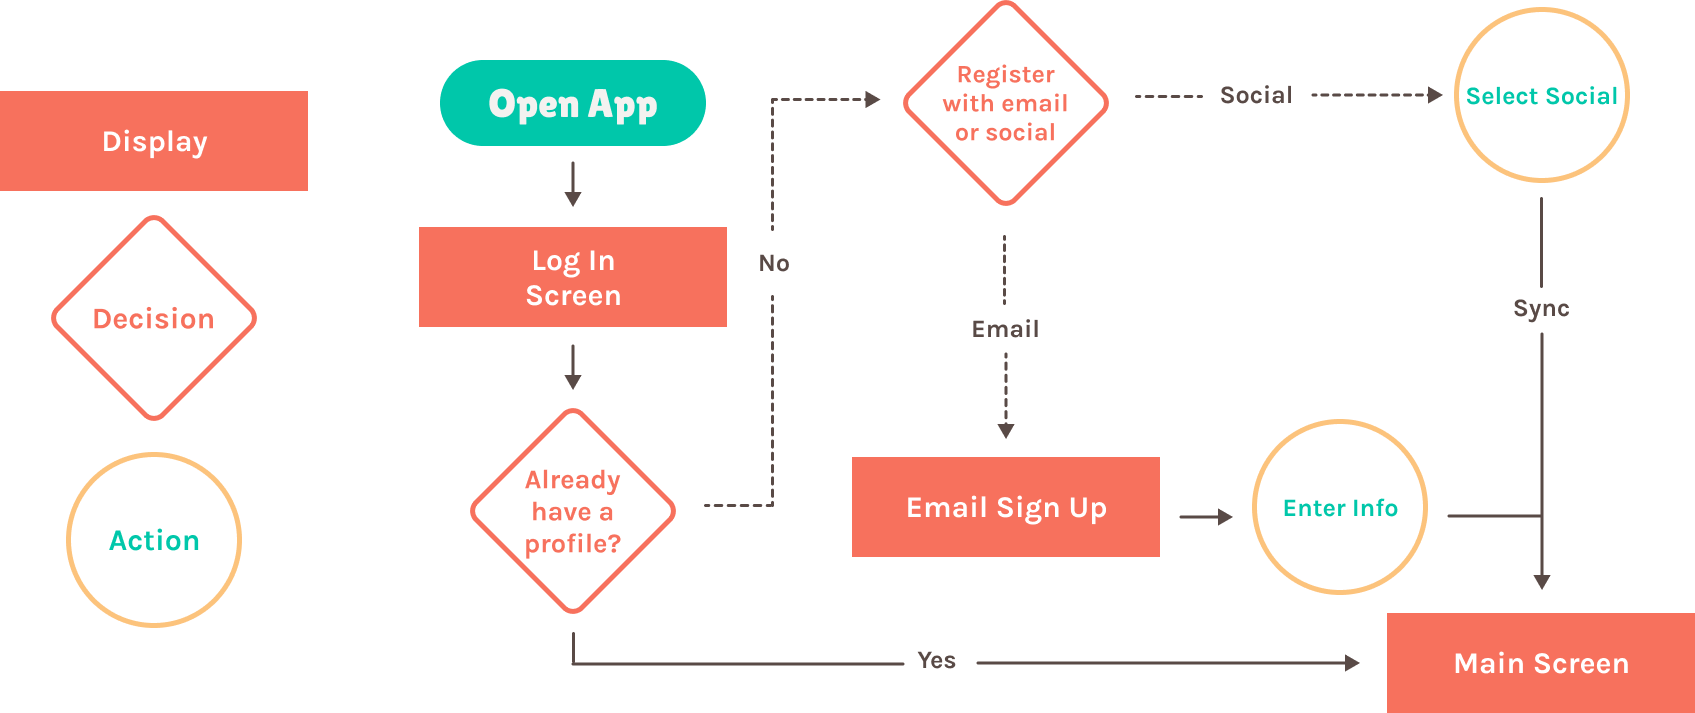 Display
Decision
Action
Open App
Log In
Screen
Already
have a
profile?
No
Yes
Register
with email
or social
Social
Select Social
Email
Email Sign Up
Enter Info
Sync
Main Screen